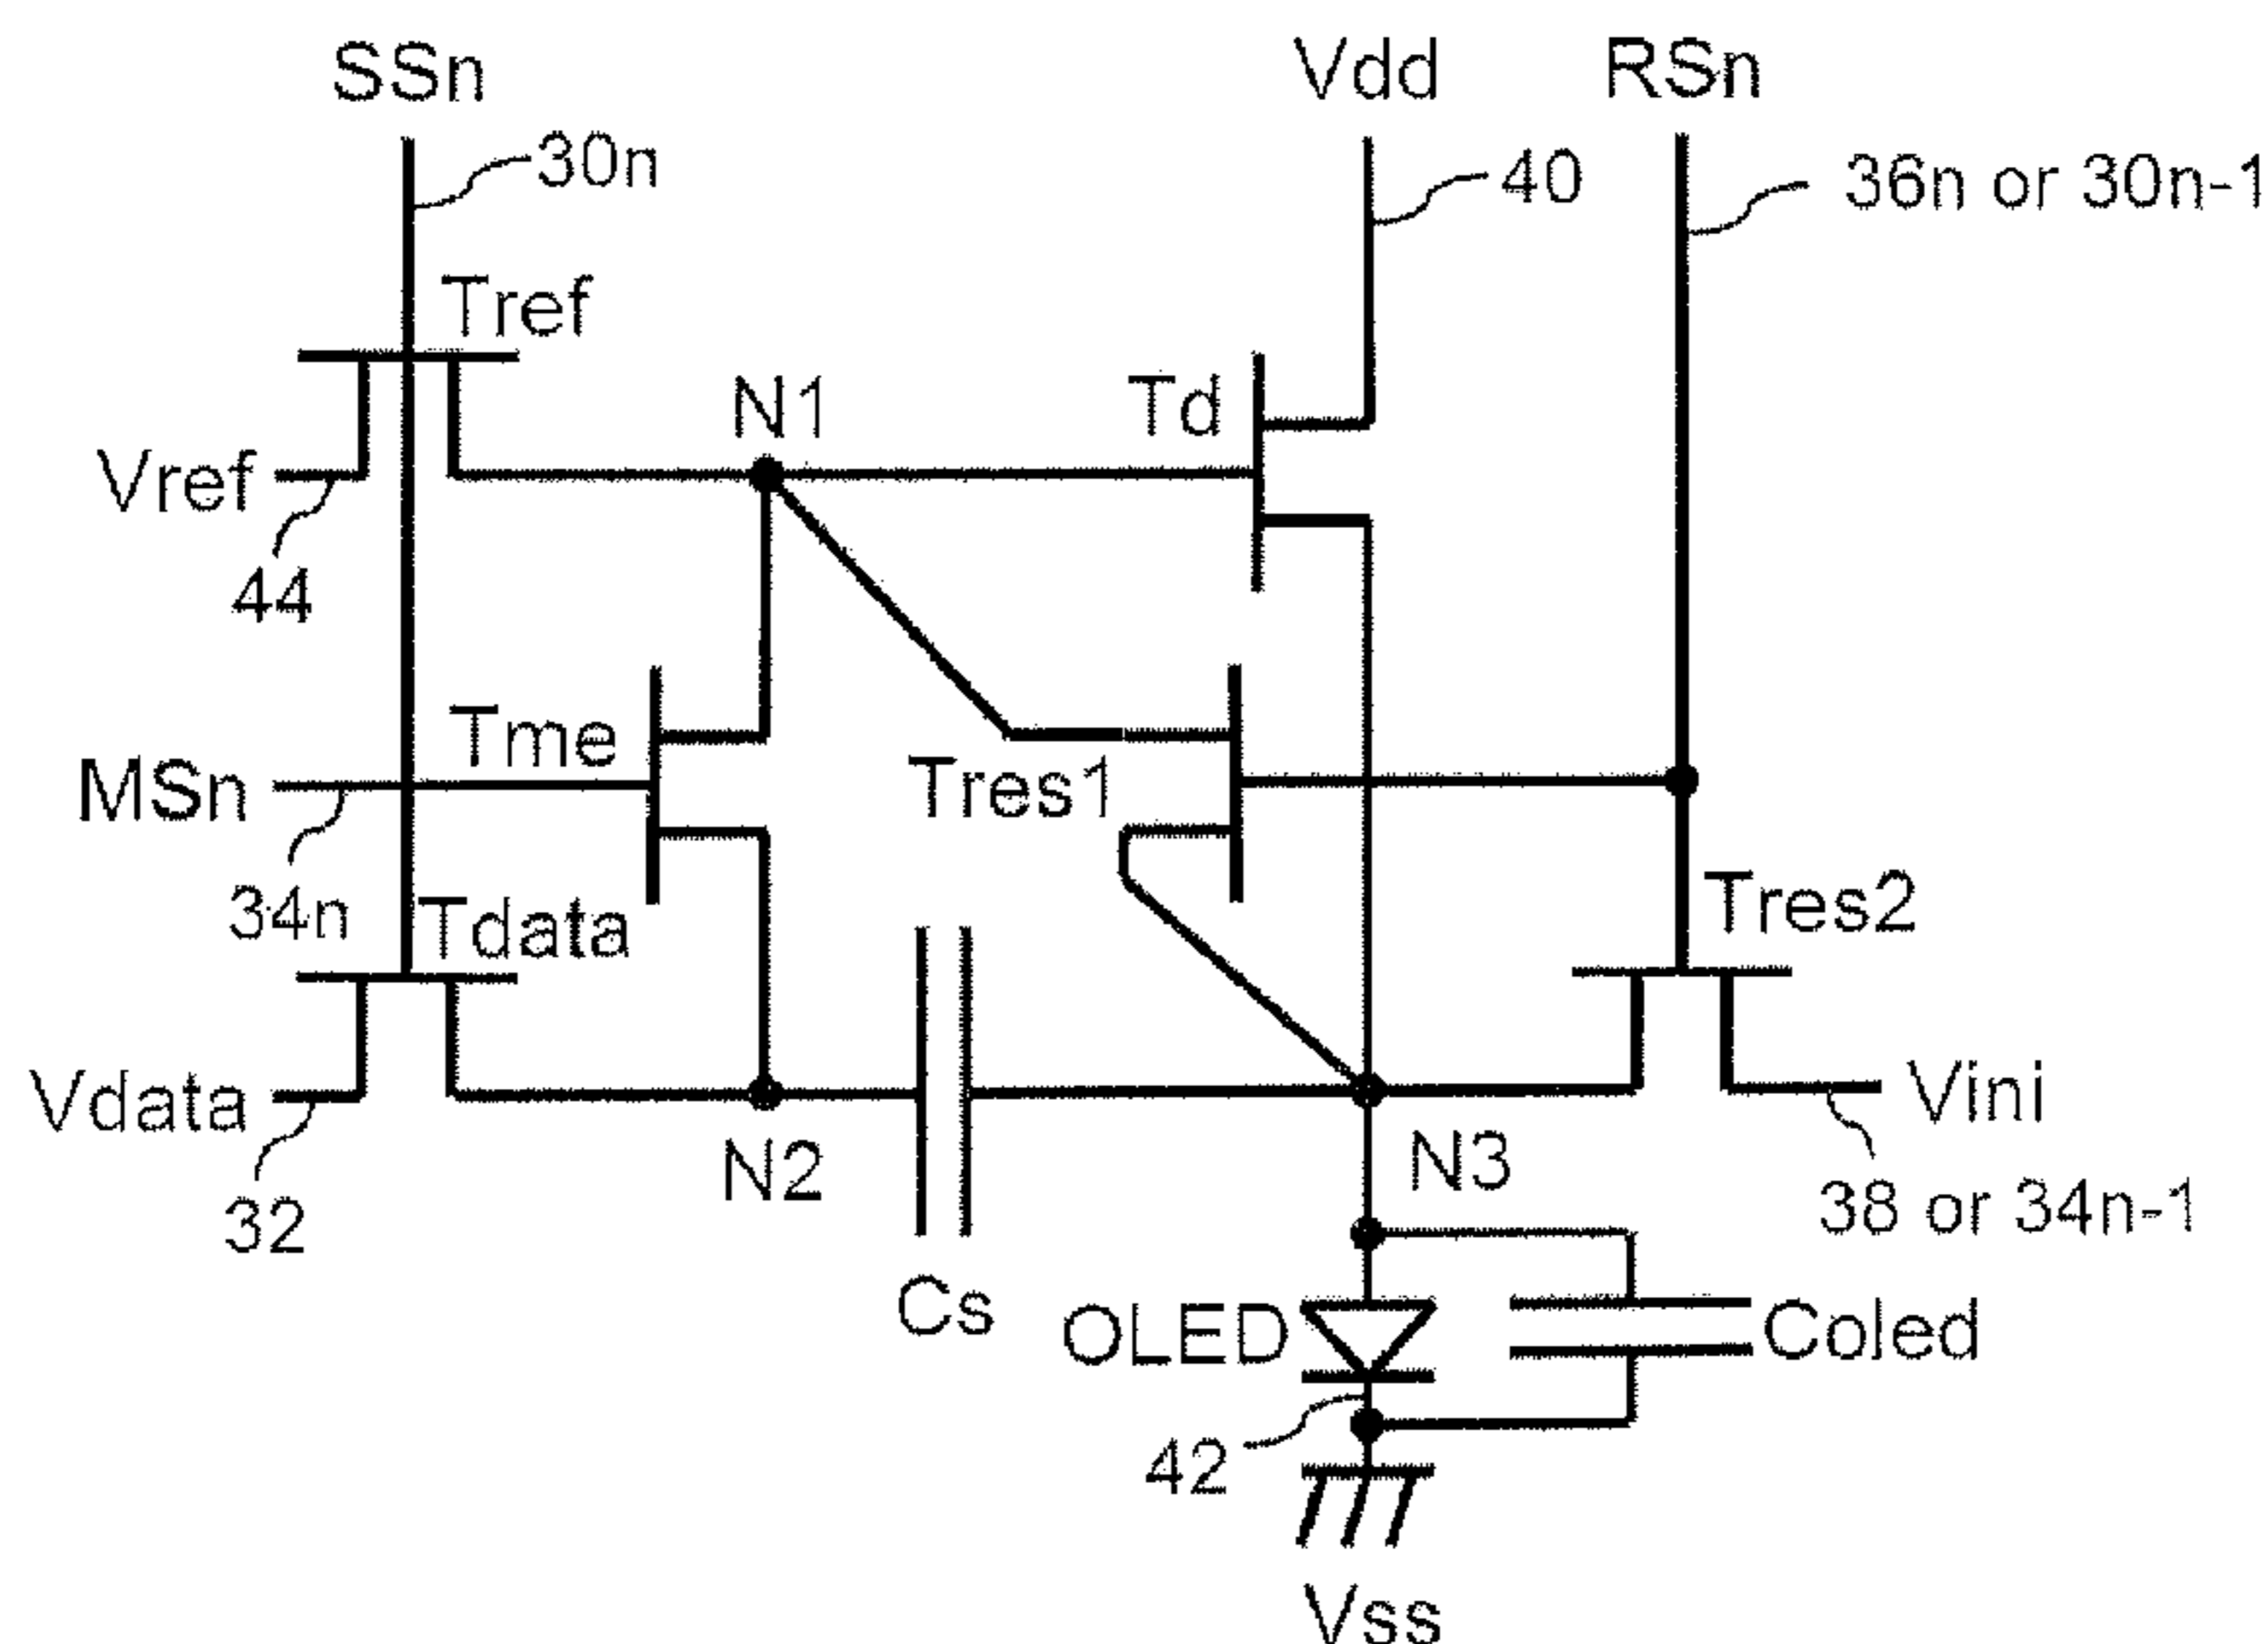 SSn
Vdd
RSn
30n
40
36n or 30n-1
Tref
N1
Td
Vref
44
Tme
Tres1
MSn
34n
Tdata
Tres2
Vdata
N2
N3
Vini
32
38 or 34n-1
Cs
OLED
Coled
42
Vss